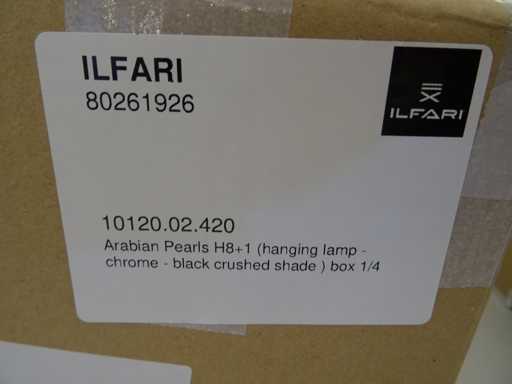 ILFARI
80261926
ILFARI
10120.02.420
Arabian Pearls H8+1 (hanging lamp -
chrome - black crushed shade ) box 1/4